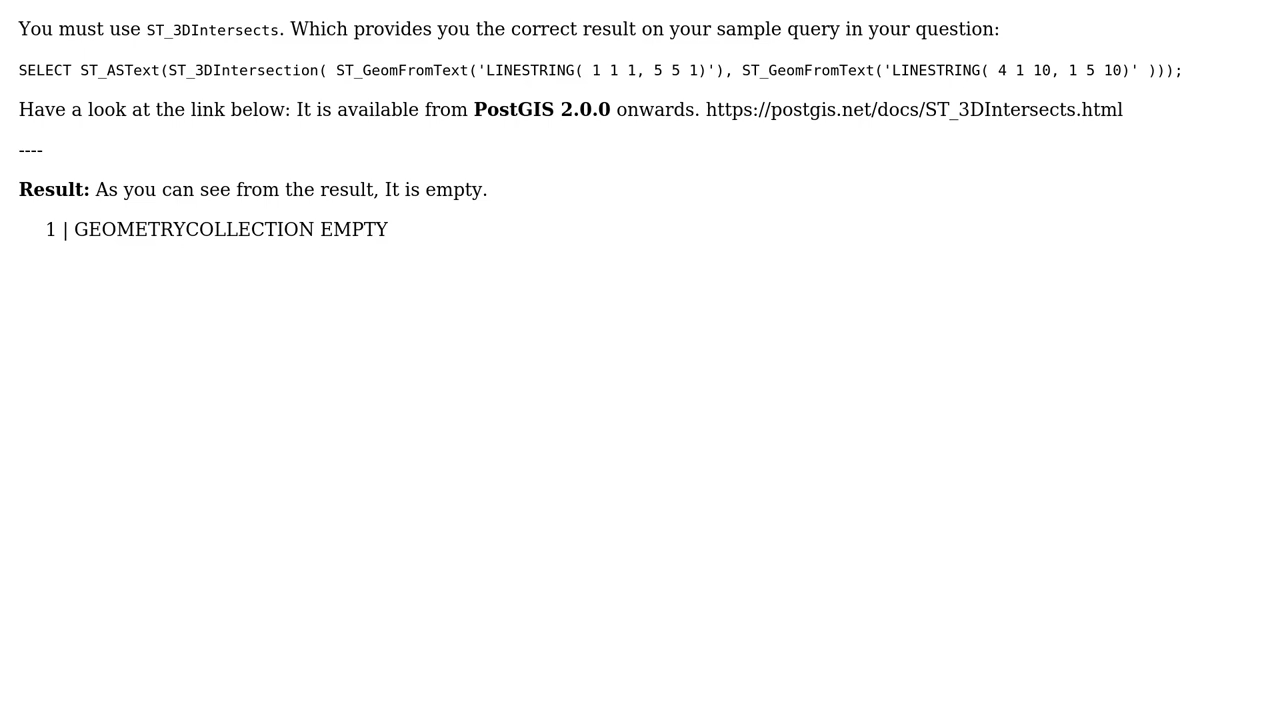 You must use ST_3DIntersects. Which provides you the correct result on your sample query in your question:
SELECT ST_ASText(ST_3DIntersection( ST_GeomFromText('LINESTRING( 1 1 1, 5 5 1)'), ST_GeomFromText('LINESTRING( 4 1 10, 1 5 10)' )));
Have a look at the link below: It is available from PostGIS 2.0.0 onwards. https://postgis.net/docs/ST_3DIntersects.html
----
Result: As you can see from the result, It is empty.
1 | GEOMETRYCOLLECTION EMPTY